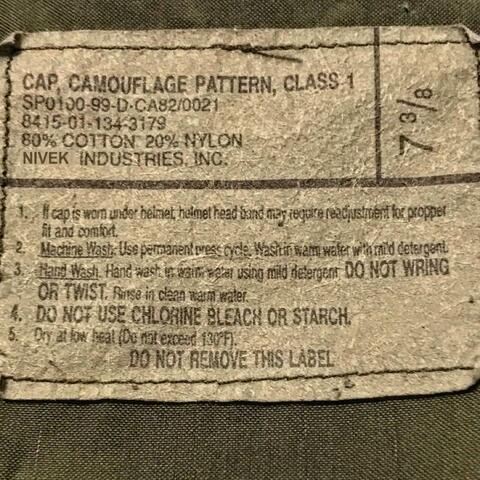 CAP, CAMOUFLAGE PATTERN, CLASS 1
SP0100-99-D-CA82/0021
8415-01-134-3179
80% COTTON 20% NYLON
NIVEK INDUSTRIES, INC.
7 3/8
1. If cap is worn under helmet, helmet head band may require readjustment for propper
fit and comfort.
2. Machine Wash. Use permanent press cycle. Wash in warm water with mild detergent.
3. Hand Wash. Hand wash in warm water using mild detergent. DO NOT WRING
OR TWIST. Rinse in clean warm water.
4. DO NOT USE CHLORINE BLEACH OR STARCH.
5. Dry at low heat (Do not exceed 130°F).
DO NOT REMOVE THIS LABEL